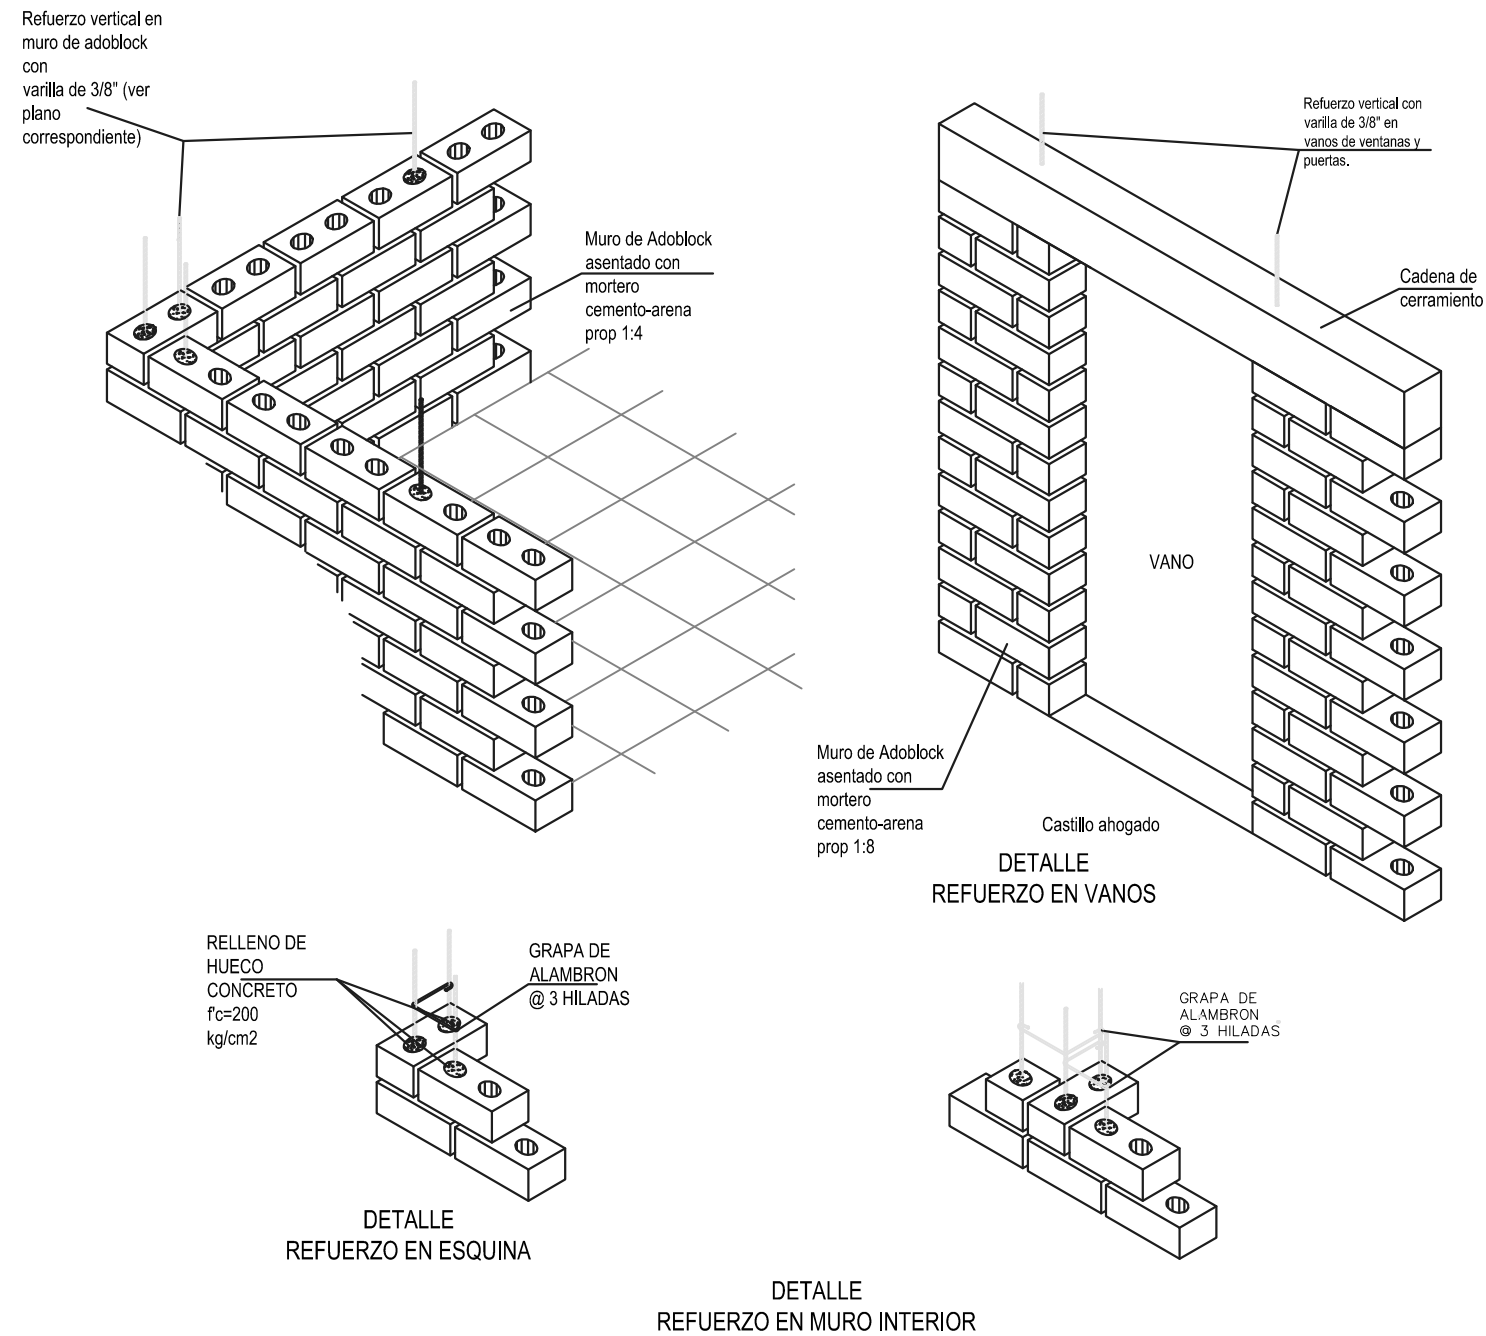 Refuerzo vertical en
muro de adoblock
con
varilla de 3/8" (ver
plano
correspondiente)
Muro de Adoblock
asentado con
mortero
cemento-arena
prop 1:4
Refuerzo vertical con
varilla de 3/8" en
vanos de ventanas y
puertas.
Cadena de
cerramiento
VANO
Muro de Adoblock
asentado con
mortero
cemento-arena
prop 1:8
Castillo ahogado
DETALLE
REFUERZO EN VANOS
RELLENO DE
HUECO
CONCRETO
f'c=200
kg/cm2
GRAPA DE
ALAMBRON
@ 3 HILADAS
DETALLE
REFUERZO EN ESQUINA
GRAPA DE
ALAMBRON
@ 3 HILADAS
DETALLE
REFUERZO EN MURO INTERIOR